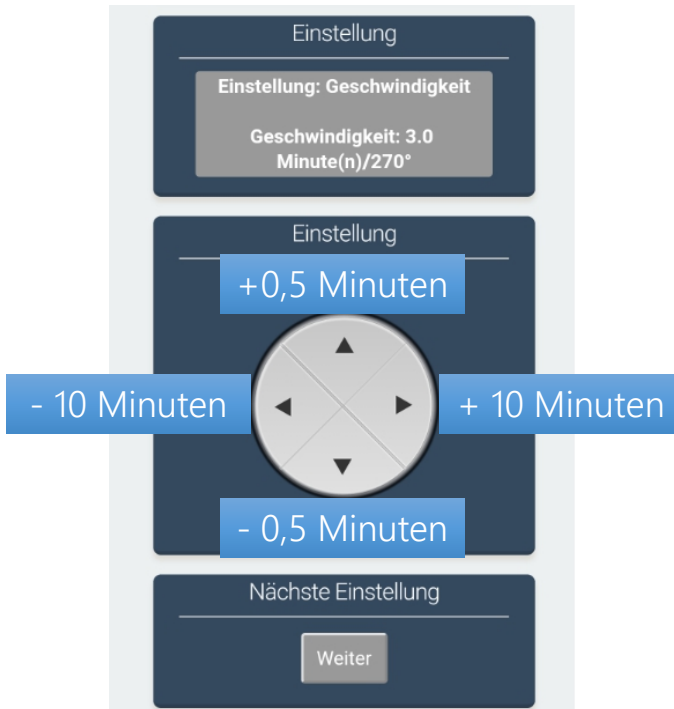 Einstellung
Einstellung: Geschwindigkeit
Geschwindigkeit: 3.0
Minute(n)/270°
Einstellung
+0,5 Minuten
- 10 Minuten
+ 10 Minuten
- 0,5 Minuten
Nächste Einstellung
Weiter